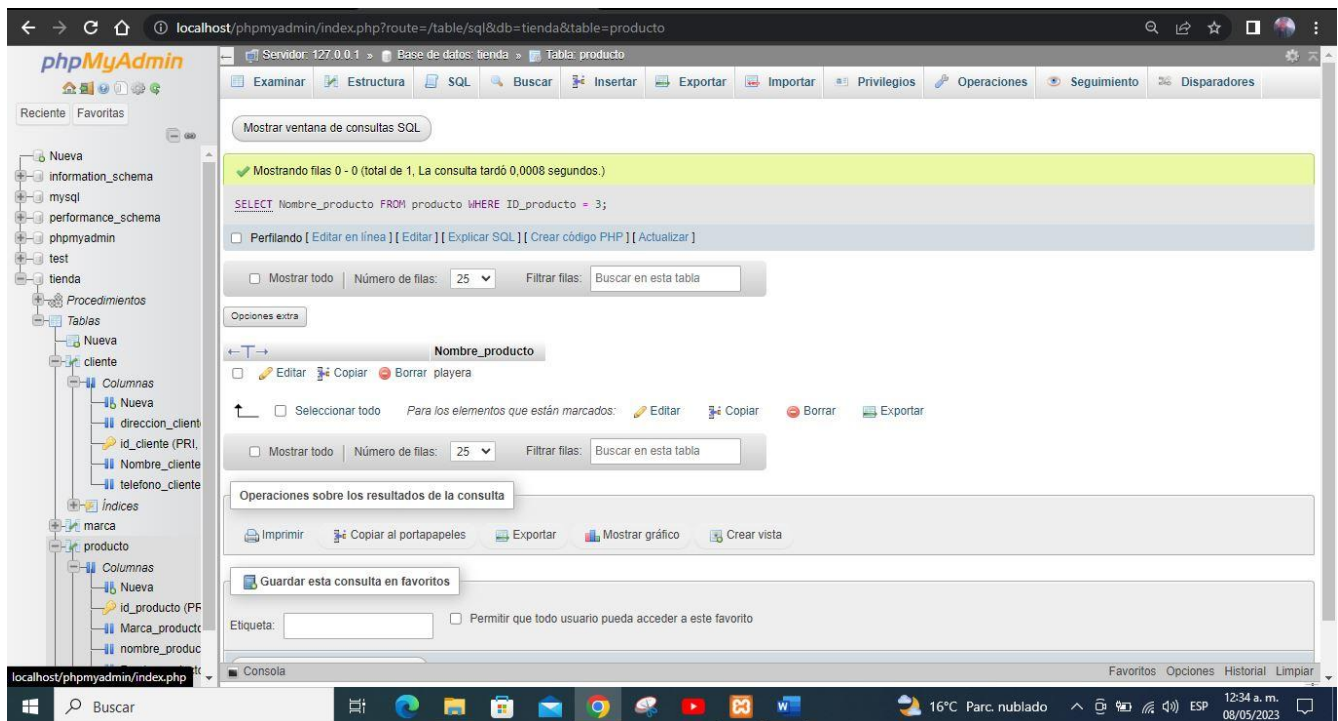 localhost/phpmyadmin/index.php?route=/table/sql&db=tienda&table=producto
phpMyAdmin
Reciente Favoritas
Nueva
information_schema
mysql
performance_schema
phpmyadmin
test
tienda
Procedimientos
Tablas
Nueva
cliente
Columnas
Nueva
direccion_client
id_cliente (PRI,
Nombre_cliente
telefono_cliente
Índices
marca
producto
Columnas
Nueva
id_producto (PR
Marca_producto
nombre_produc
localhost/phpmyadmin/index.php
Servidor: 127.0.0.1 » Base de datos: tienda » Tabla: producto
Examinar Estructura SQL Buscar Insertar Exportar Importar Privilegios Operaciones Seguimiento Disparadores
Mostrar ventana de consultas SQL
Mostrando filas 0 - 0 (total de 1, La consulta tardó 0,0008 segundos.)
SELECT Nombre_producto FROM producto WHERE ID_producto = 3;
Perfilando [ Editar en línea ] [ Editar ] [ Explicar SQL ] [ Crear código PHP ] [ Actualizar ]
Mostrar todo | Número de filas: 25 Filtrar filas: Buscar en esta tabla
Opciones extra
←T→ Nombre_producto
Editar Copiar Borrar playera
Seleccionar todo Para los elementos que están marcados: Editar Copiar Borrar Exportar
Mostrar todo | Número de filas: 25 Filtrar filas: Buscar en esta tabla
Operaciones sobre los resultados de la consulta
Imprimir Copiar al portapapeles Exportar Mostrar gráfico Crear vista
Guardar esta consulta en favoritos
Etiqueta: Permitir que todo usuario pueda acceder a este favorito
Consola Favoritos Opciones Historial Limpiar
Buscar 16°C Parc. nublado ESP 12:34 a. m.
08/05/2023